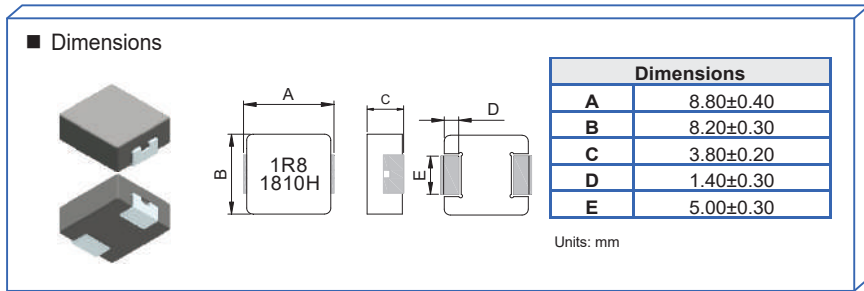 ■ Dimensions
A
B
1R8
1810H
C
D
E
Dimensions
A 8.80±0.40
B 8.20±0.30
C 3.80±0.20
D 1.40±0.30
E 5.00±0.30
Units: mm